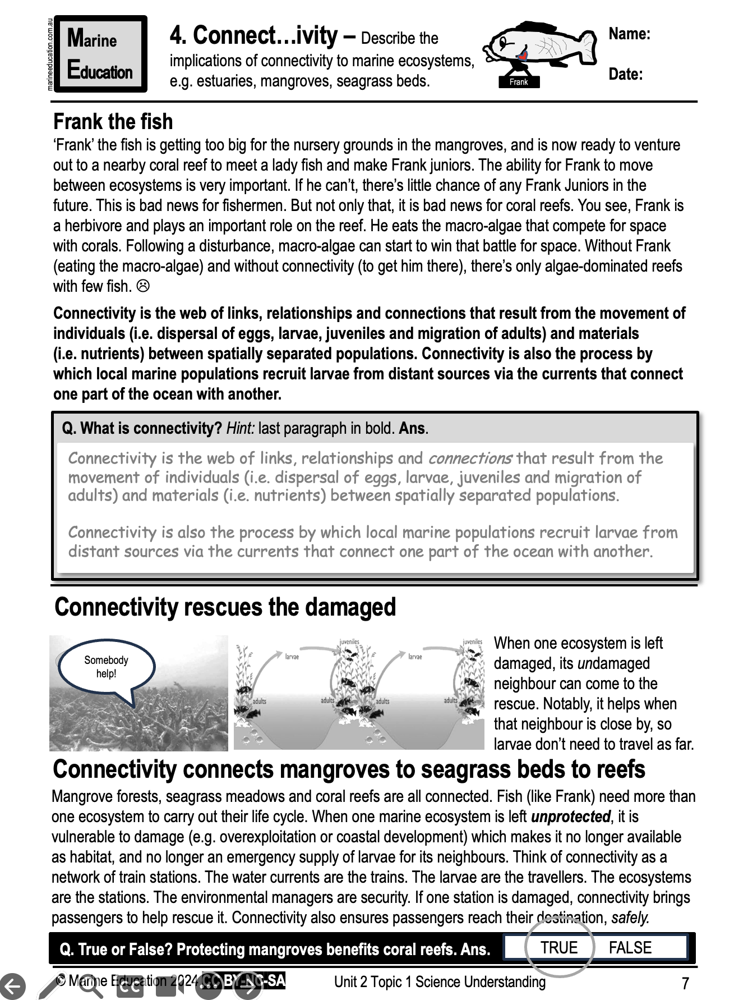 marineeducation.com.au
Marine
Education
4. Connect…ivity – Describe the
implications of connectivity to marine ecosystems,
e.g. estuaries, mangroves, seagrass beds.
Frank
Name:
Date:
Frank the fish
‘Frank’ the fish is getting too big for the nursery grounds in the mangroves, and is now ready to venture
out to a nearby coral reef to meet a lady fish and make Frank juniors. The ability for Frank to move
between ecosystems is very important. If he can’t, there’s little chance of any Frank Juniors in the
future. This is bad news for fishermen. But not only that, it is bad news for coral reefs. You see, Frank is
a herbivore and plays an important role on the reef. He eats the macro-algae that compete for space
with corals. Following a disturbance, macro-algae can start to win that battle for space. Without Frank
(eating the macro-algae) and without connectivity (to get him there), there’s only algae-dominated reefs
with few fish. ☹
Connectivity is the web of links, relationships and connections that result from the movement of
individuals (i.e. dispersal of eggs, larvae, juveniles and migration of adults) and materials
(i.e. nutrients) between spatially separated populations. Connectivity is also the process by
which local marine populations recruit larvae from distant sources via the currents that connect
one part of the ocean with another.
Q. What is connectivity? Hint: last paragraph in bold. Ans.
Connectivity is the web of links, relationships and connections that result from the
movement of individuals (i.e. dispersal of eggs, larvae, juveniles and migration of
adults) and materials (i.e. nutrients) between spatially separated populations.
Connectivity is also the process by which local marine populations recruit larvae from
distant sources via the currents that connect one part of the ocean with another.
Connectivity rescues the damaged
Somebody
help!
juveniles
larvae
adults
adults
juveniles
larvae
adults
adults
When one ecosystem is left
damaged, its undamaged
neighbour can come to the
rescue. Notably, it helps when
that neighbour is close by, so
larvae don’t need to travel as far.
Connectivity connects mangroves to seagrass beds to reefs
Mangrove forests, seagrass meadows and coral reefs are all connected. Fish (like Frank) need more than
one ecosystem to carry out their life cycle. When one marine ecosystem is left unprotected, it is
vulnerable to damage (e.g. overexploitation or coastal development) which makes it no longer available
as habitat, and no longer an emergency supply of larvae for its neighbours. Think of connectivity as a
network of train stations. The water currents are the trains. The larvae are the travellers. The ecosystems
are the stations. The environmental managers are security. If one station is damaged, connectivity brings
passengers to help rescue it. Connectivity also ensures passengers reach their destination, safely.
Q. True or False? Protecting mangroves benefits coral reefs. Ans.
TRUE FALSE
© Marine Education 2024 CC BY-NC-SA
CC
Unit 2 Topic 1 Science Understanding
7